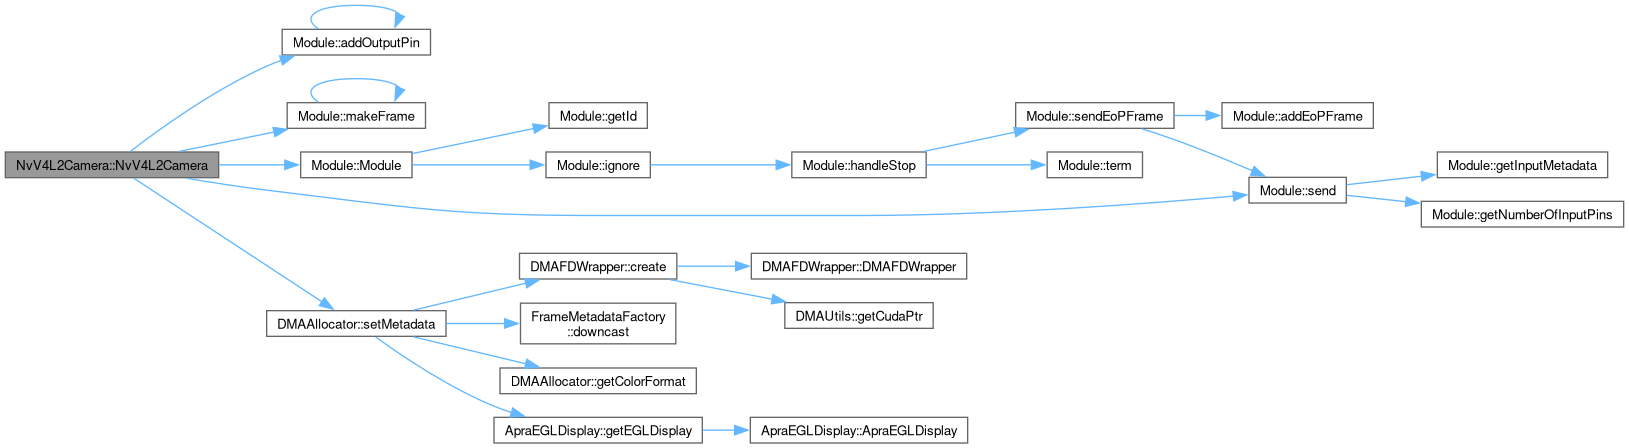 Module::addOutputPin
Module::makeFrame
Module::getId
Module::sendEoPFrame
Module::addEoPFrame
NvV4L2Camera::NvV4L2Camera
Module::Module
Module::ignore
Module::handleStop
Module::term
Module::getInputMetadata
Module::send
Module::getNumberOfInputPins
DMAFDWrapper::create
DMAFDWrapper::DMAFDWrapper
DMAUtils::getCudaPtr
DMAAllocator::setMetadata
FrameMetadataFactory
::downcast
DMAAllocator::getColorFormat
ApraEGLDisplay::getEGLDisplay
ApraEGLDisplay::ApraEGLDisplay